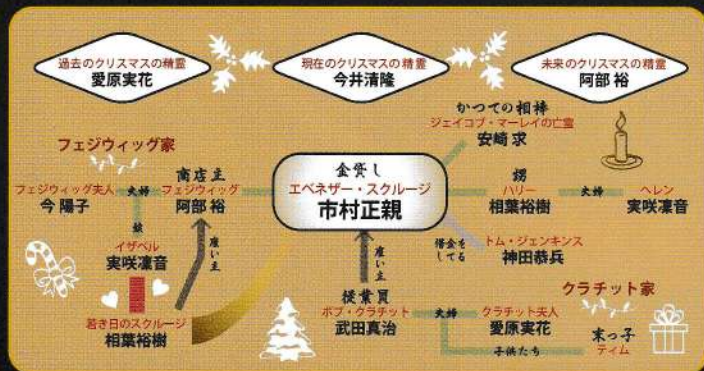 過去のクリスマスの精霊
愛原実花
現在のクリスマスの精霊
今井清隆
未来のクリスマスの精霊
阿部 裕
かつての相棒
ジェイコブ・マーレイの亡霊
安崎 求
フェジウィッグ家
フェジウィッグ夫人
今 陽子
夫婦
商店主
フェジウィッグ
阿部 裕
金貸し
エベネザー・スクルージ
市村正親
甥
ハリー
相葉裕樹
夫婦
ヘレン
実咲凜音
娘
イザベル
実咲凜音
雇い主
若き日のスクルージ
相葉裕樹
借金をしてる
トム・ジェンキンス
神田恭兵
雇い主
従業員
ボブ・クラチット
武田真治
夫婦
クラチット家
クラチット夫人
愛原実花
子供たち
末っ子
ティム